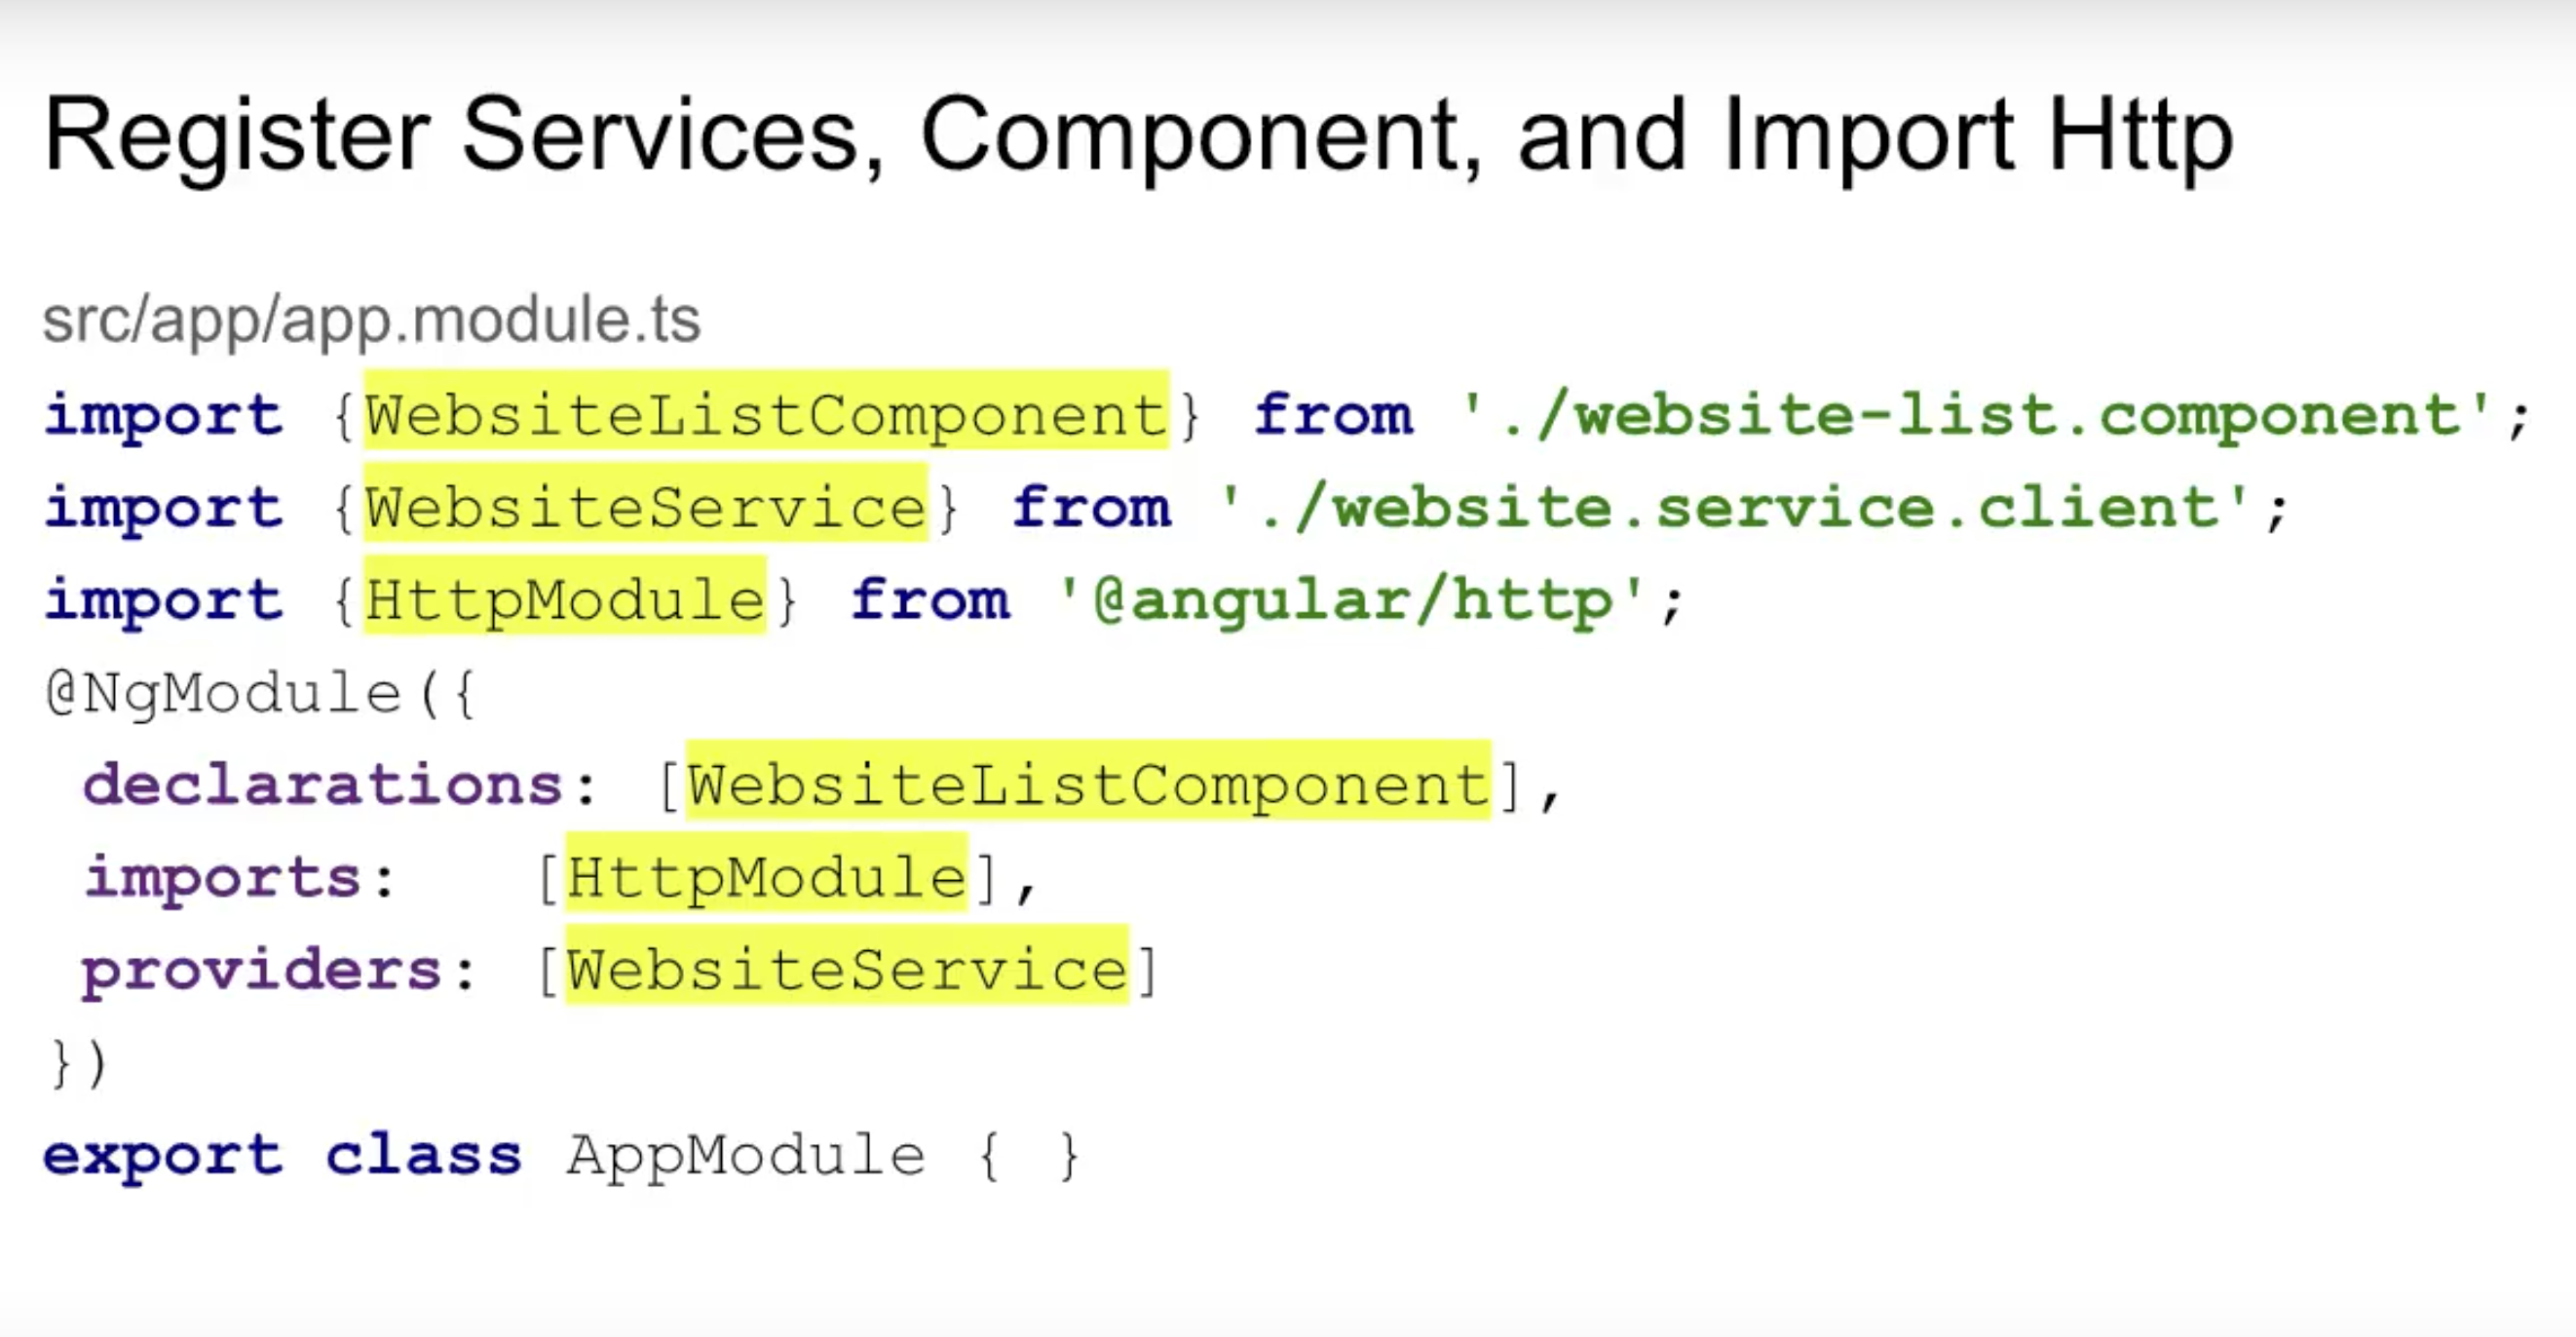 Register Services, Component, and Import Http
src/app/app.module.ts
import {WebsiteListComponent} from './website-list.component';
import {WebsiteService} from './website.service.client';
import {HttpModule} from '@angular/http';
@NgModule({
 declarations: [WebsiteListComponent],
 imports:   [HttpModule],
 providers: [WebsiteService]
})
export class AppModule { }